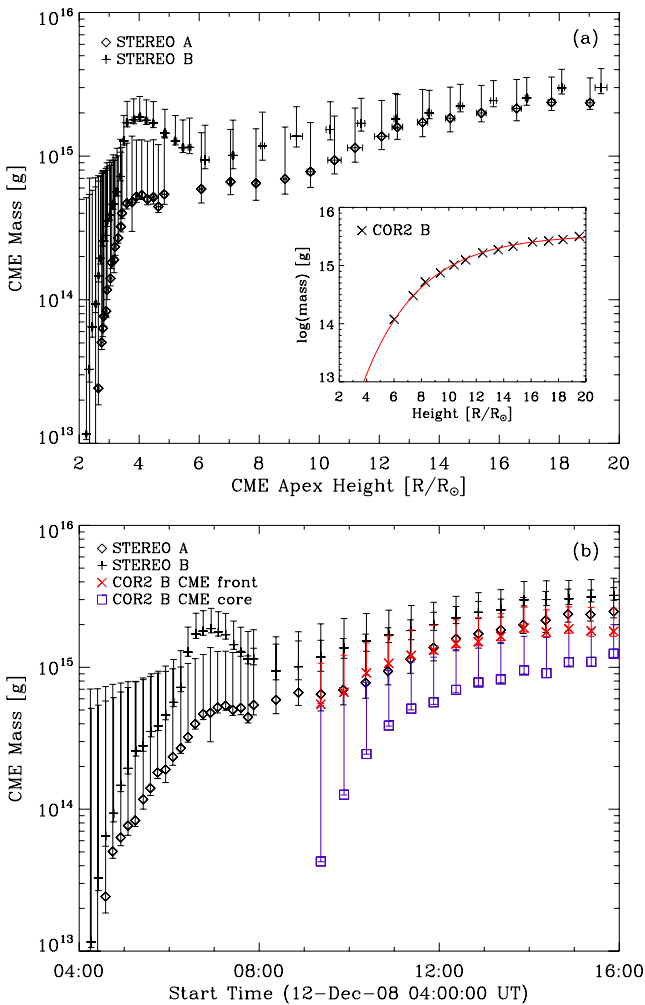 10^16
(a)
STEREO A
STEREO B
10^15
CME Mass [g]
10^14
10^13
16
COR2 B
15
log(mass) [g]
14
13
2 4 6 8 10 12 14 16 18 20
Height [R/R☉]
2 4 6 8 10 12 14 16 18 20
CME Apex Height [R/R☉]
10^16
(b)
STEREO A
STEREO B
COR2 B CME front
COR2 B CME core
10^15
CME Mass [g]
10^14
10^13
04:00 08:00 12:00 16:00
Start Time (12-Dec-08 04:00:00 UT)